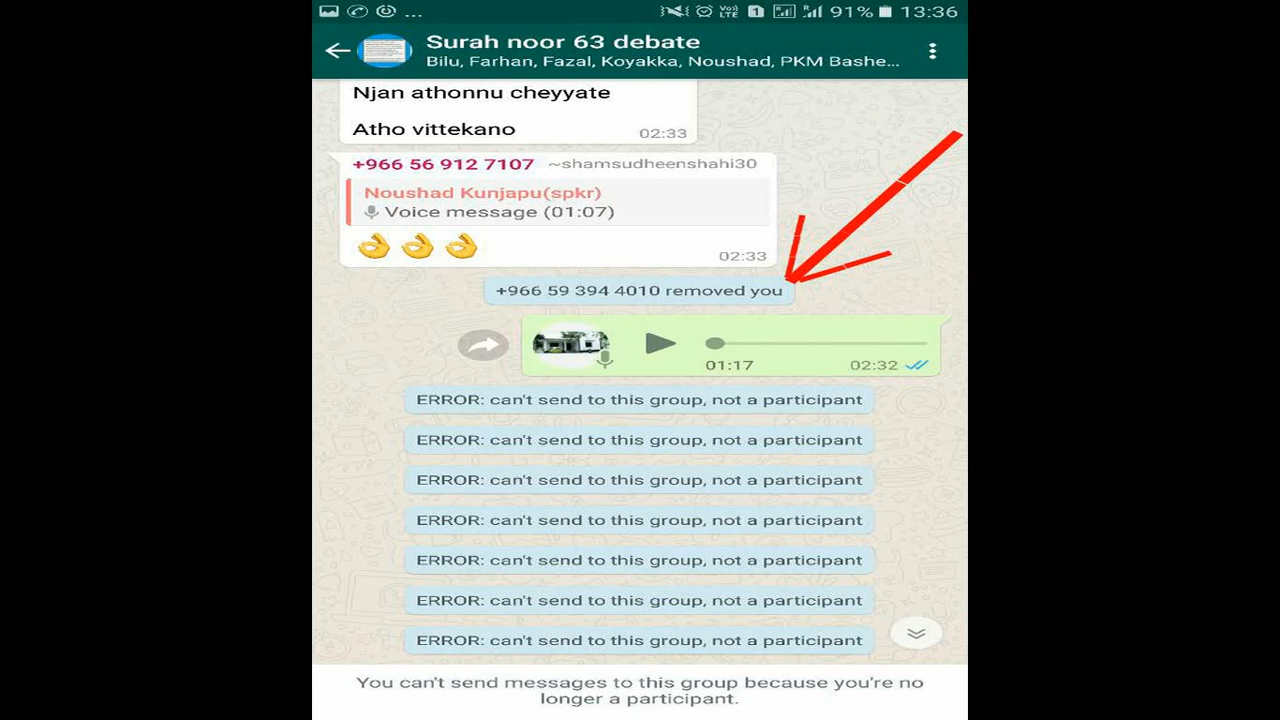 ... 1 91% 13:36
Surah noor 63 debate
Bilu, Farhan, Fazal, Koyakka, Noushad, PKM Bashe...
Njan athonnu cheyyate
Atho vittekano 02:33
+966 56 912 7107 ~shamsudheenshahi30
Noushad Kunjapu(spkr)
Voice message (01:07)
👌👌👌 02:33
+966 59 394 4010 removed you
01:17 02:32
ERROR: can't send to this group, not a participant
ERROR: can't send to this group, not a participant
ERROR: can't send to this group, not a participant
ERROR: can't send to this group, not a participant
ERROR: can't send to this group, not a participant
ERROR: can't send to this group, not a participant
ERROR: can't send to this group, not a participant
You can't send messages to this group because you're no
longer a participant.